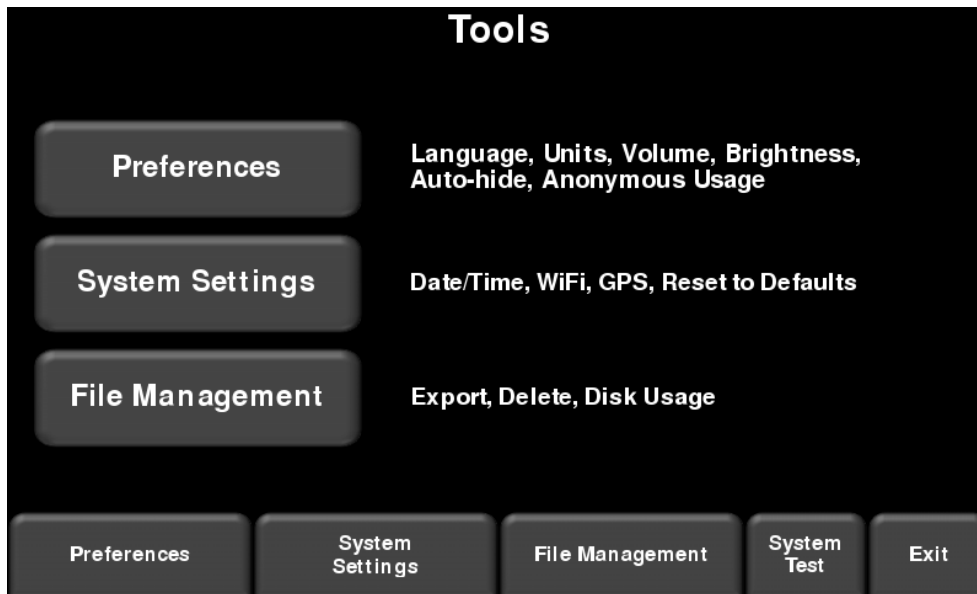 Tools
Preferences
Language, Units, Volume, Brightness,
Auto-hide, Anonymous Usage
System Settings
Date/Time, WiFi, GPS, Reset to Defaults
File Management
Export, Delete, Disk Usage
Preferences
System
Settings
File Management
System
Test
Exit